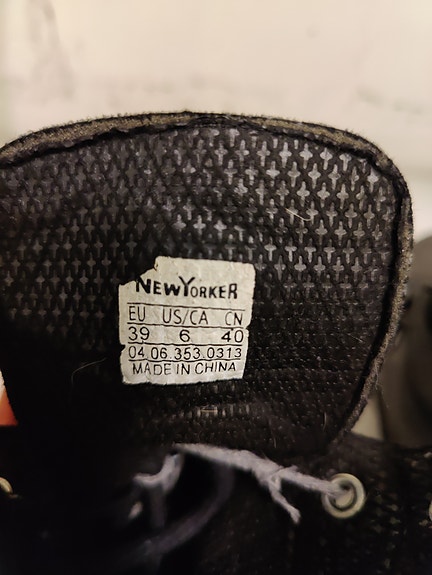 NEWYORKER
EU US/CA CN
39 6 40
04.06.353.0313
MADE IN CHINA